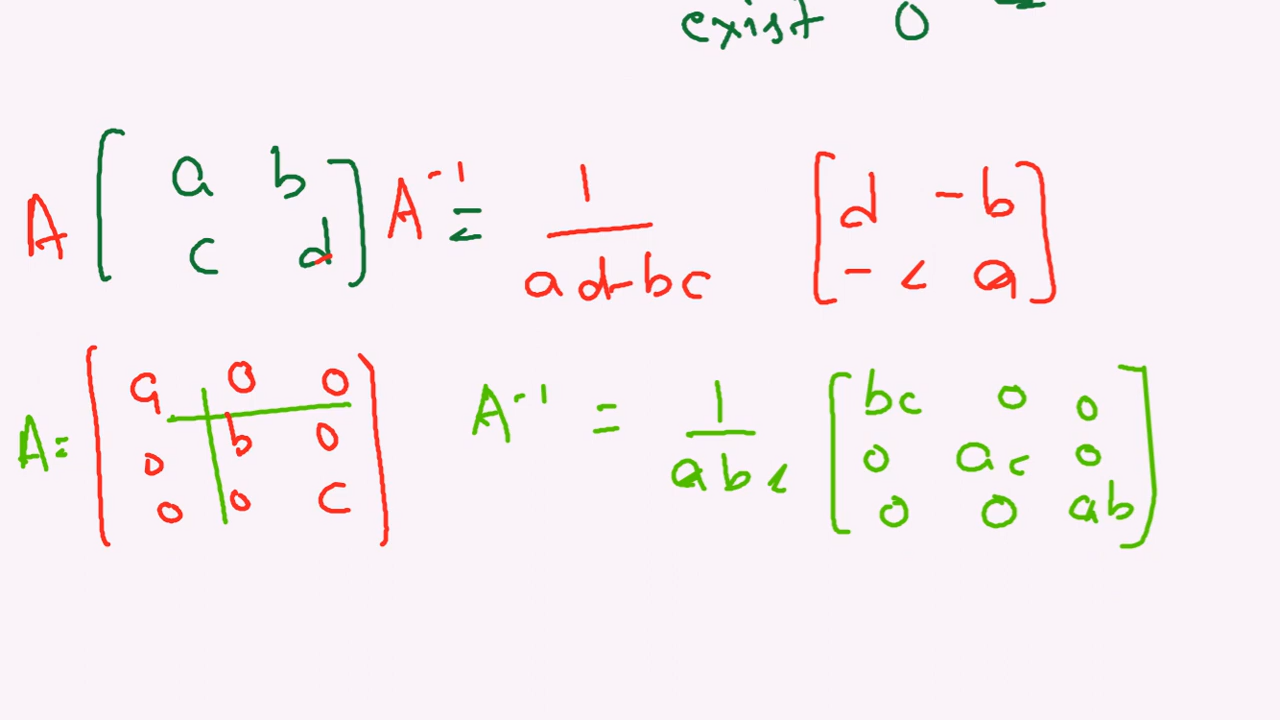 exist 0
A [ a b ; c d ] A⁻¹ = 1 / ad-bc [ d -b ; -c a ]
A = [ a 0 0 ; 0 b 0 ; 0 0 c ] A⁻¹ = 1 / abc [ bc 0 0 ; 0 ac 0 ; 0 0 ab ]